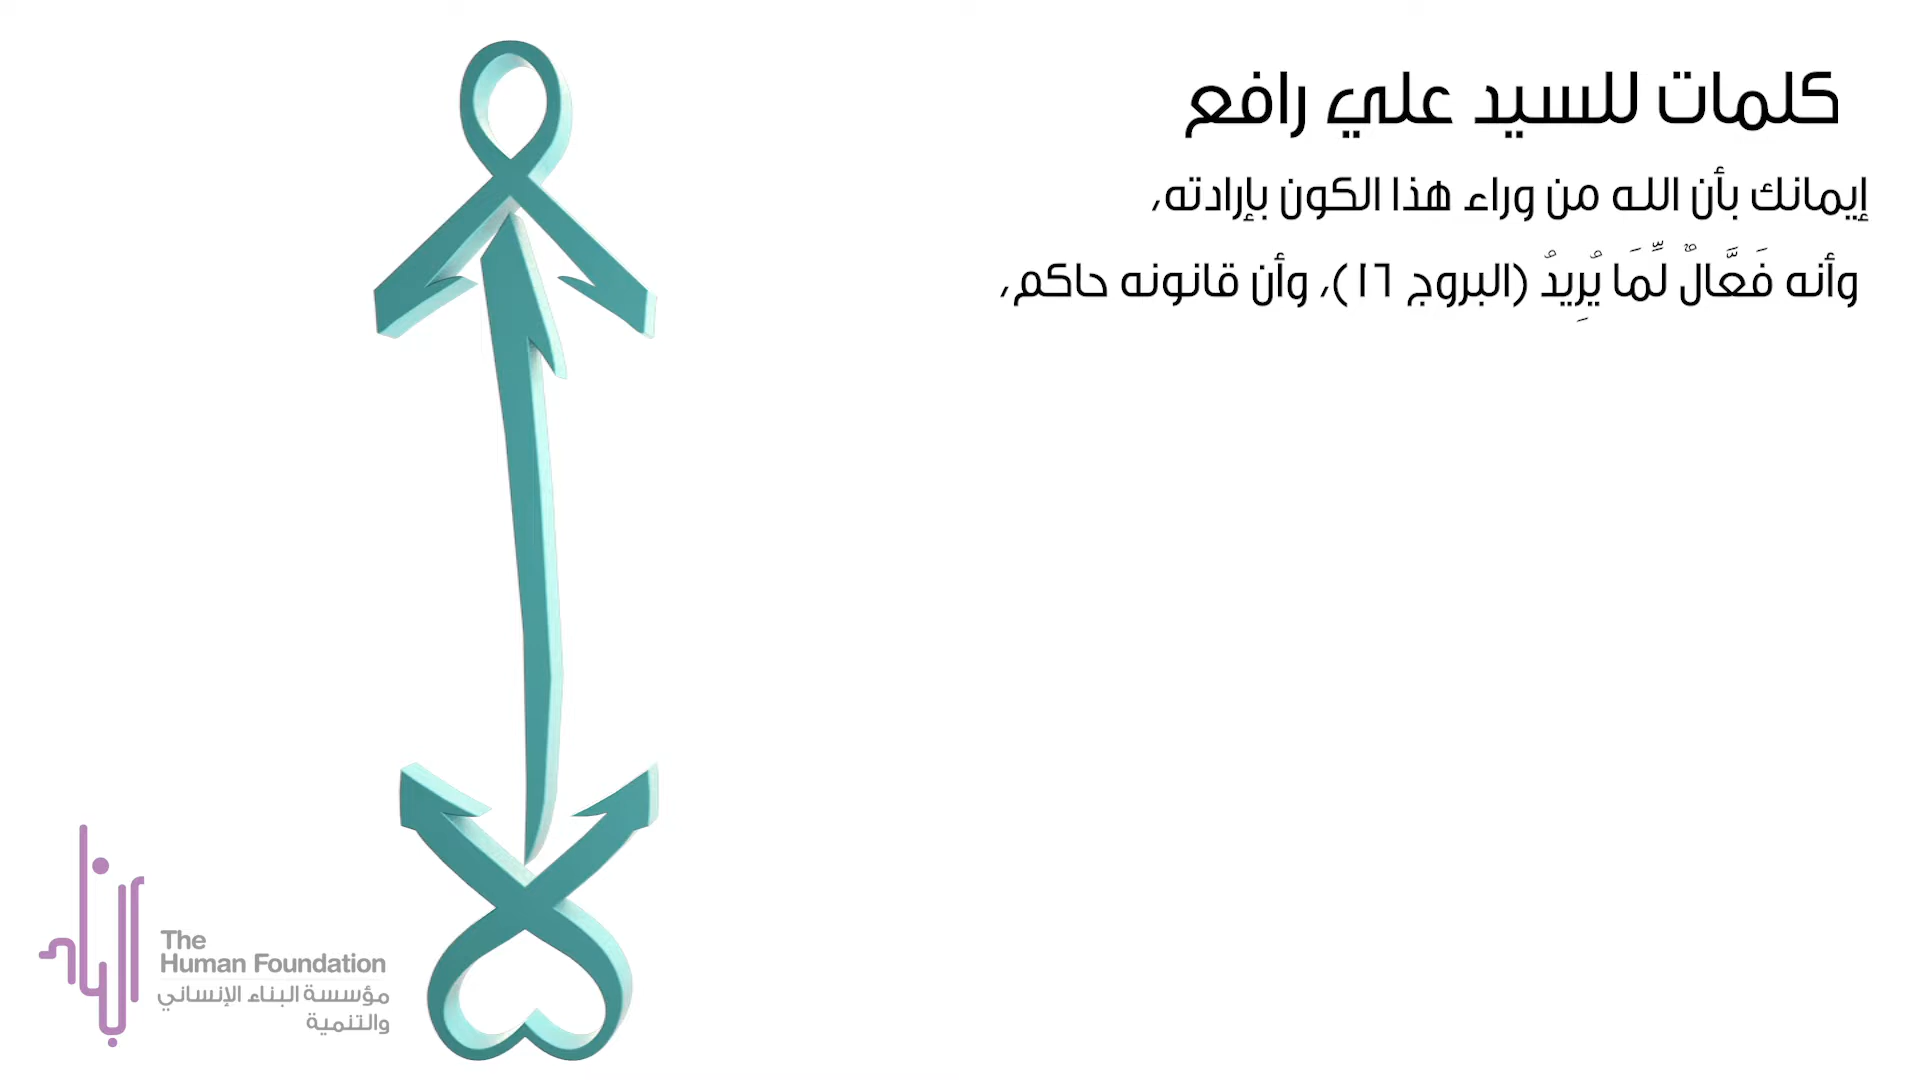 كلمات للسيد علي رافع
إيمانك بأن الله من وراء هذا الكون بإرادته،
وأنه فَعَّالٌ لِّمَا يُرِيدُ (البروج ١٦)، وأن قانونه حاكم،
The
Human Foundation
مؤسسة البناء الإنساني
والتنمية